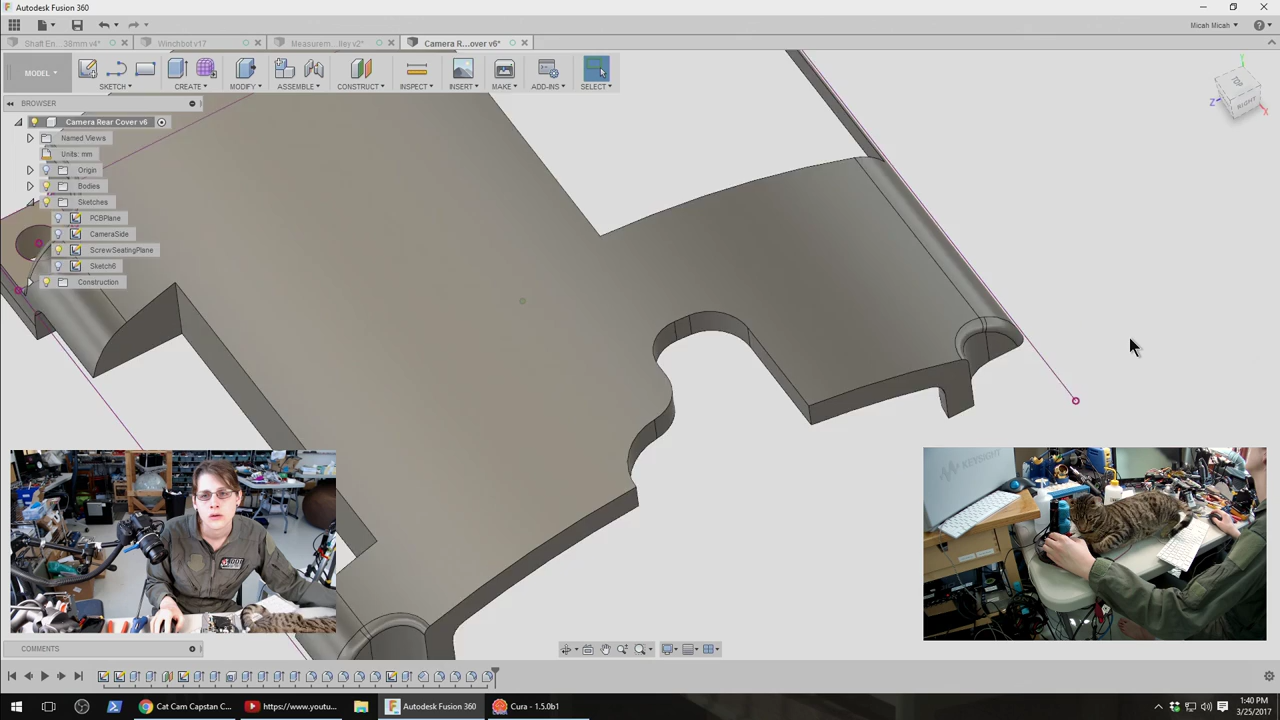 Autodesk Fusion 360
Micah Micah
Shaft En...38mm v4*
Winchbot v17
Measurem...lley v2*
Camera R...over v6*
MODEL
SKETCH
CREATE
MODIFY
ASSEMBLE
CONSTRUCT
INSPECT
INSERT
MAKE
ADD-INS
SELECT
BROWSER
Camera Rear Cover v6
Named Views
Units: mm
Origin
Bodies
Sketches
PCBPlane
CameraSide
ScrewSeatingPlane
Sketch6
Construction
Y
Z
X
RIGHT
KEYSIGHT
COMMENTS
Cat Cam Capstan C...
https://www.youtu...
Autodesk Fusion 360
Cura - 1.5.0b1
1:40 PM
3/25/2017